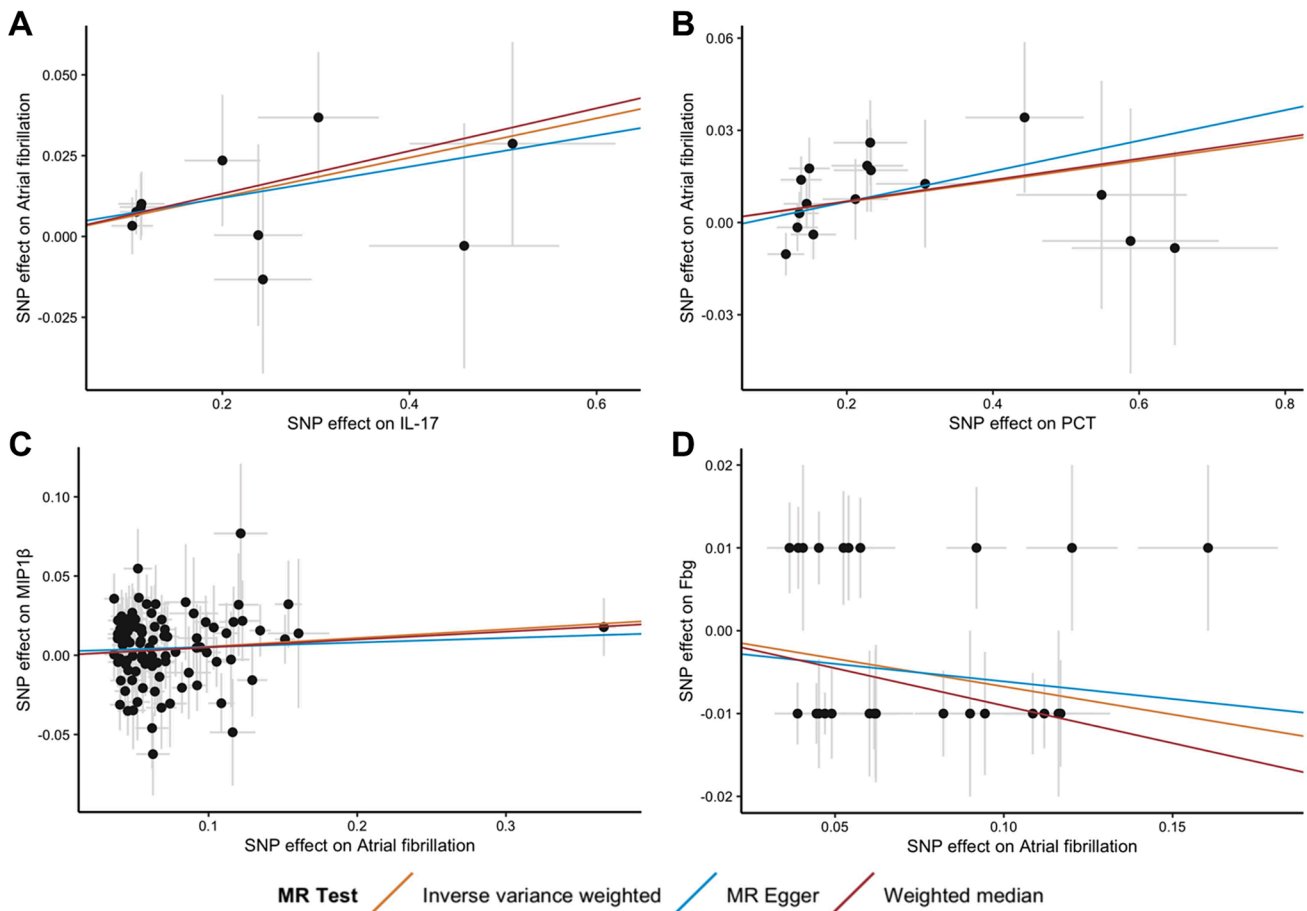 A
SNP effect on Atrial fibrillation
0.050
0.025
0.000
-0.025
0.2
0.4
0.6
SNP effect on IL-17
B
SNP effect on Atrial fibrillation
0.06
0.03
0.00
-0.03
0.2
0.4
0.6
0.8
SNP effect on PCT
C
SNP effect on MIP1β
0.10
0.05
0.00
-0.05
0.1
0.2
0.3
SNP effect on Atrial fibrillation
D
SNP effect on Fbg
0.02
0.01
0.00
-0.01
-0.02
0.05
0.10
0.15
SNP effect on Atrial fibrillation
MR Test Inverse variance weighted MR Egger Weighted median